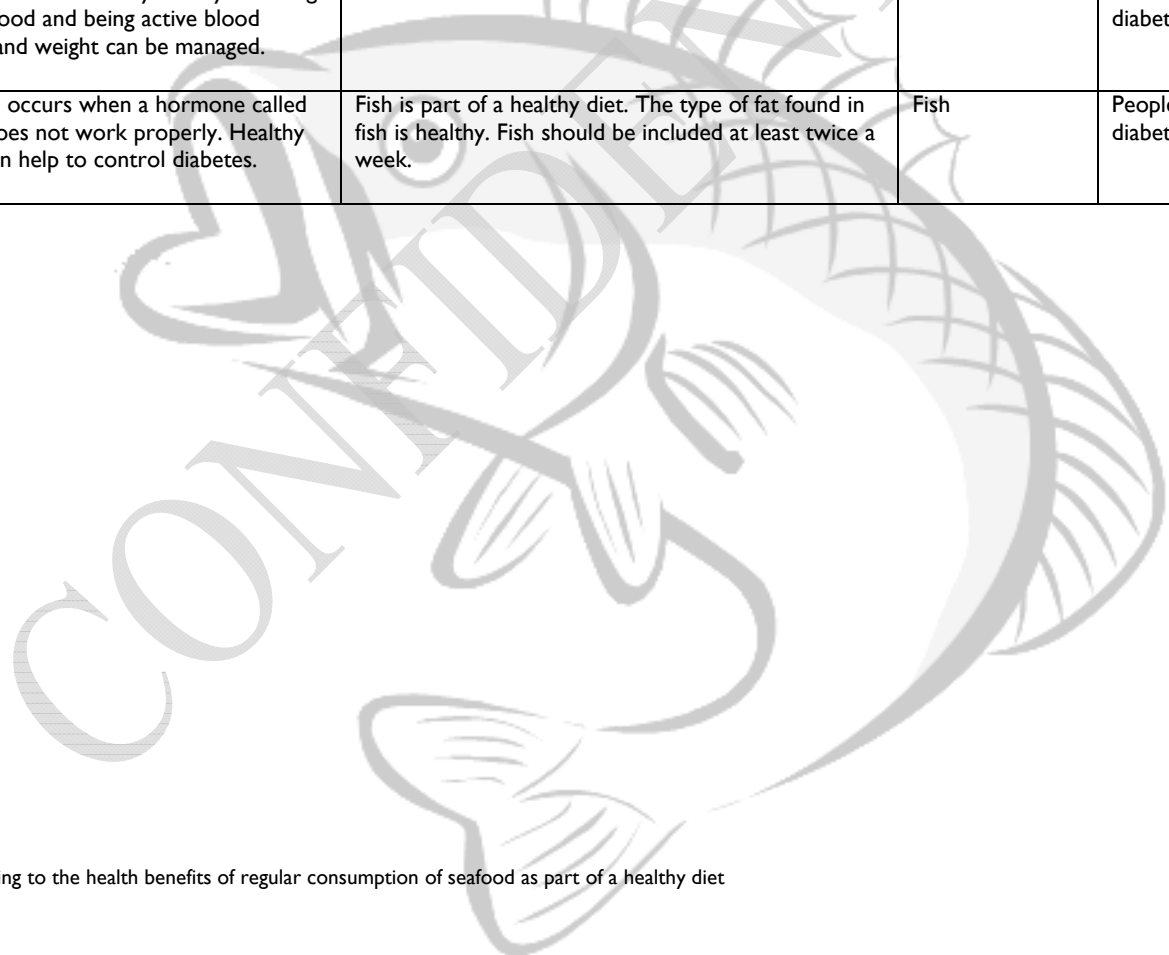 ood and being active blood
diabet
and weight can be managed.
occurs when a hormone called
oes not work properly. Healthy
n help to control diabetes.
Fish is part of a healthy diet. The type of fat found in
fish is healthy. Fish should be included at least twice a
week.
Fish
People
diabet
ing to the health benefits of regular consumption of seafood as part of a healthy diet
CONFIDEN